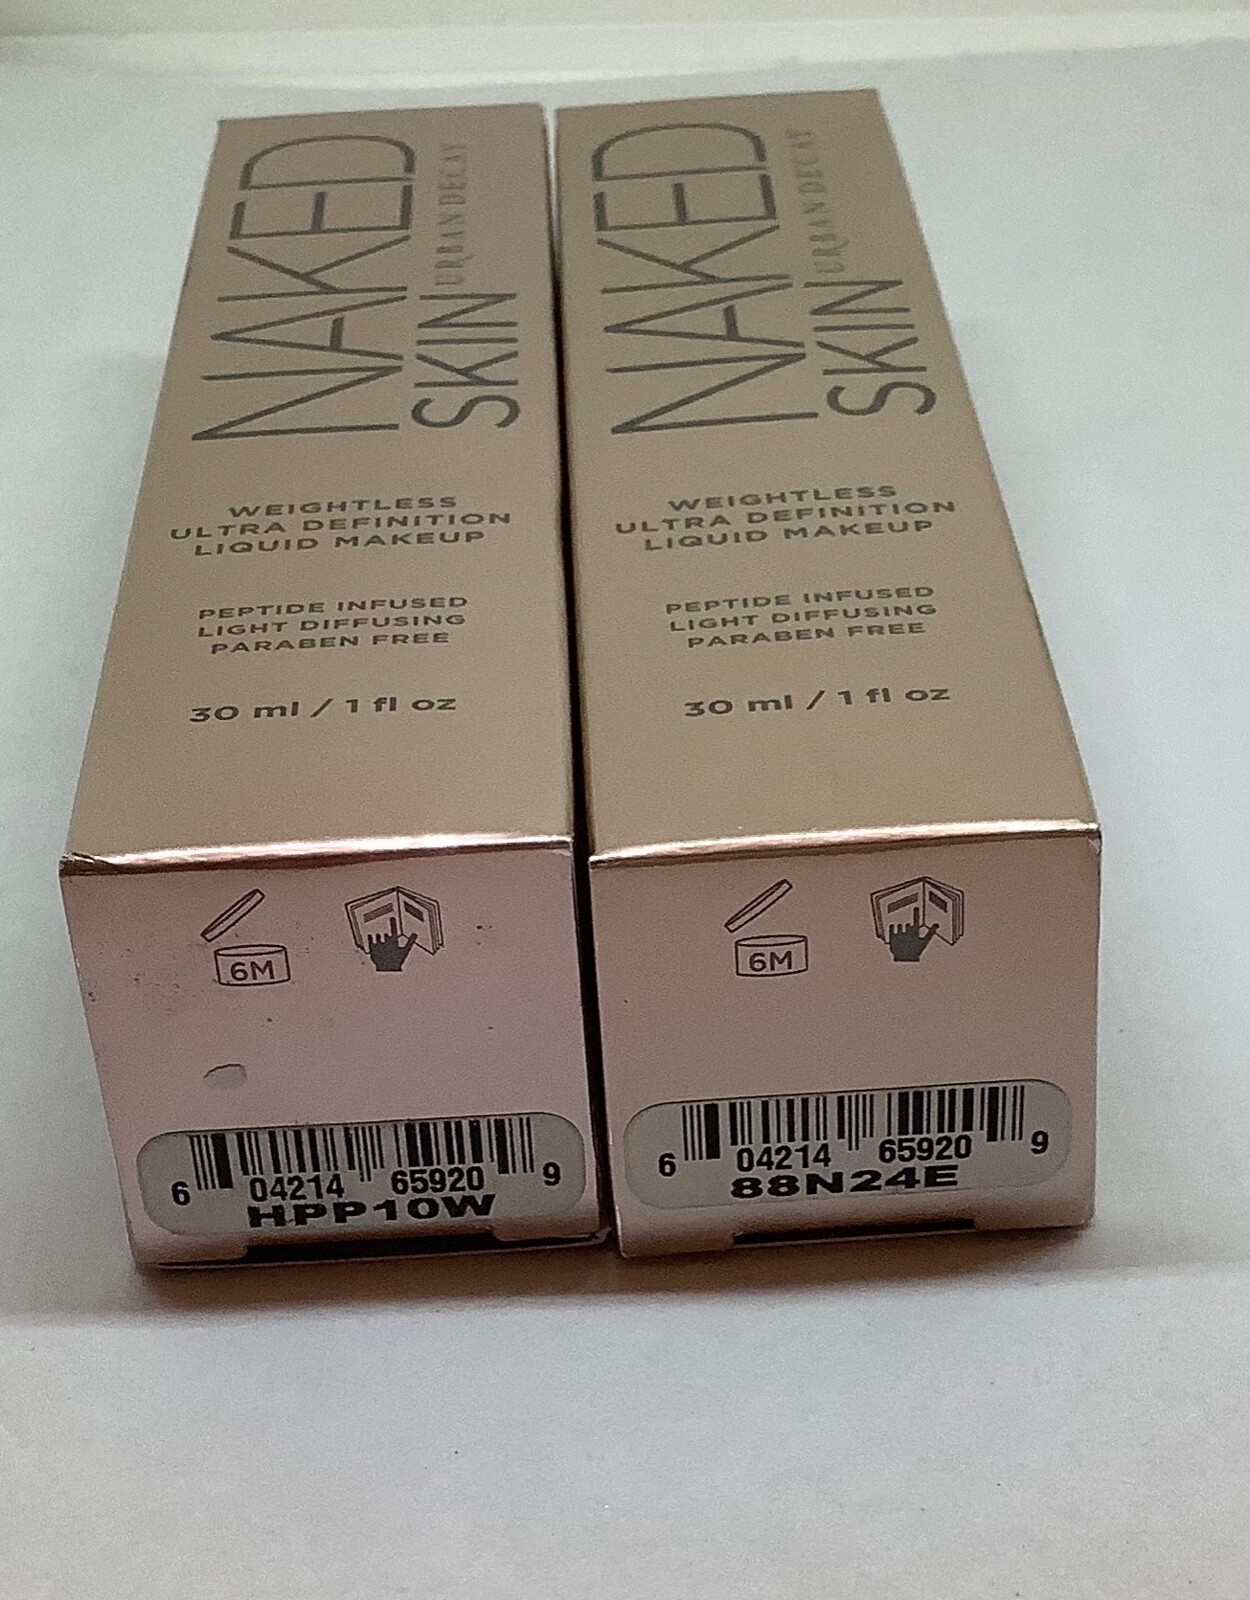 NAKED
SKIN
URBAN DECAY
WEIGHTLESS
ULTRA DEFINITION
LIQUID MAKEUP
PEPTIDE INFUSED
LIGHT DIFFUSING
PARABEN FREE
30 ml / 1 fl oz
6M
6 04214 65920 9
HPP10W
NAKED
SKIN
URBAN DECAY
WEIGHTLESS
ULTRA DEFINITION
LIQUID MAKEUP
PEPTIDE INFUSED
LIGHT DIFFUSING
PARABEN FREE
30 ml / 1 fl oz
6M
6 04214 65920 9
88N24E